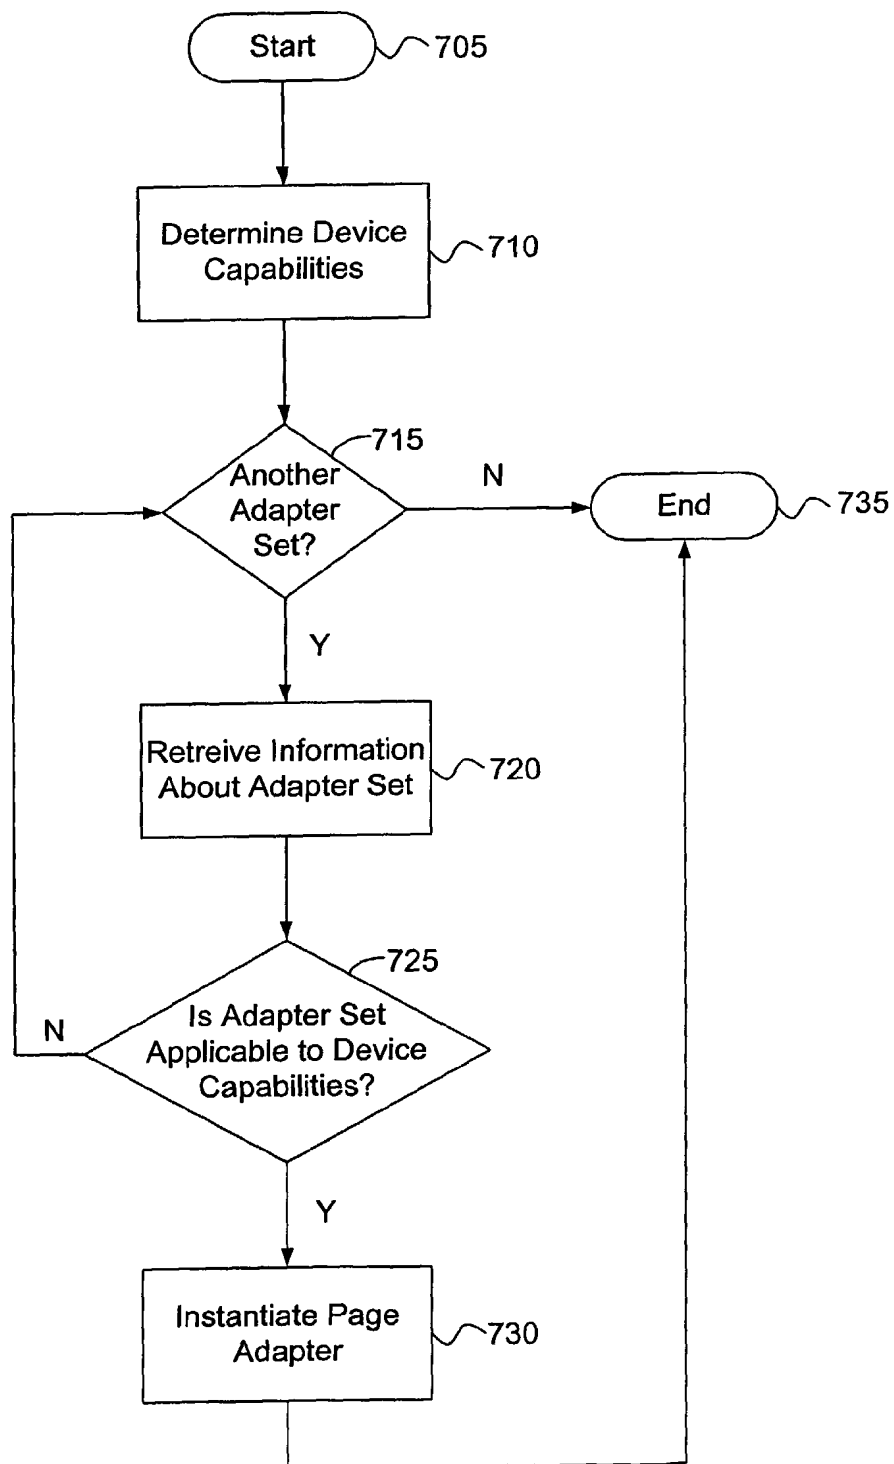 Start
705
Determine Device
Capabilities
710
715
Another
Adapter
Set?
N
End
735
Y
Retreive Information
About Adapter Set
720
725
Is Adapter Set
Applicable to Device
Capabilities?
N
Y
Instantiate Page
Adapter
730